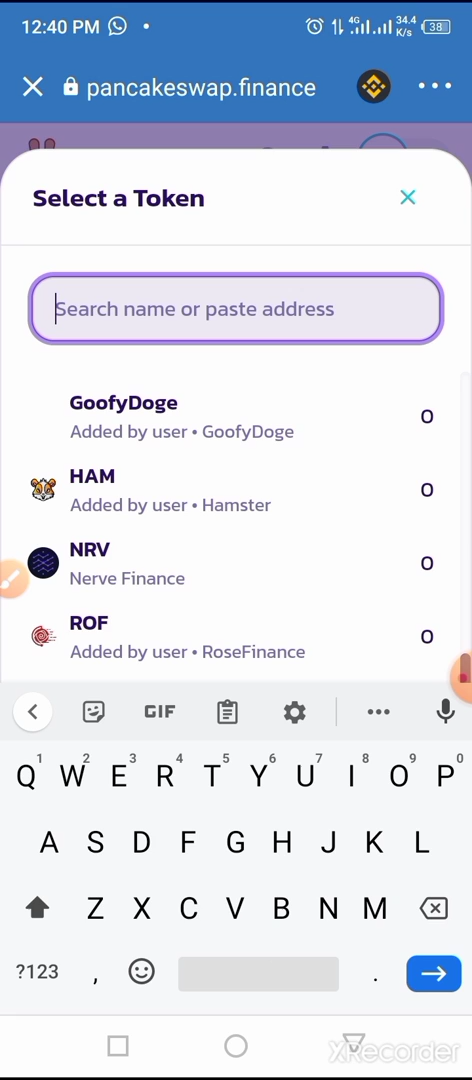 12:40 PM
4G
34.4
K/s
38
pancakeswap.finance
Select a Token
Search name or paste address
GoofyDoge
0
Added by user • GoofyDoge
HAM
0
Added by user • Hamster
NRV
0
Nerve Finance
ROF
0
Added by user • RoseFinance
GIF
1 2 3 4 5 6 7 8 9 0
Q W E R T Y U I O P
A S D F G H J K L
Z X C V B N M
?123 , .
XRecorder